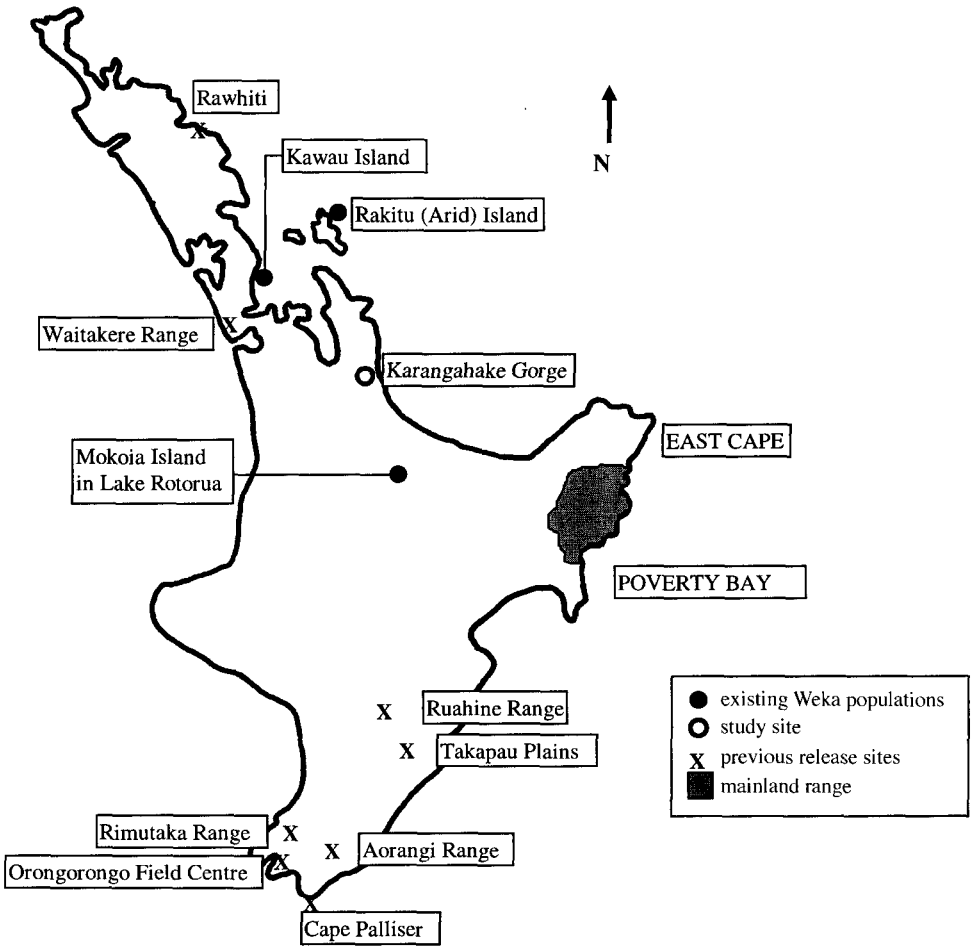 Rawhiti
X
N
Kawau Island
Rakitu (Arid) Island
Waitakere Range
X
Karangahake Gorge
EAST CAPE
Mokoia Island
in Lake Rotorua
POVERTY BAY
X
Ruahine Range
X
Takapau Plains
existing Weka populations
study site
X previous release sites
mainland range
Rimutaka Range
X
X
Aorangi Range
Orongorongo Field Centre
X
X
Cape Palliser